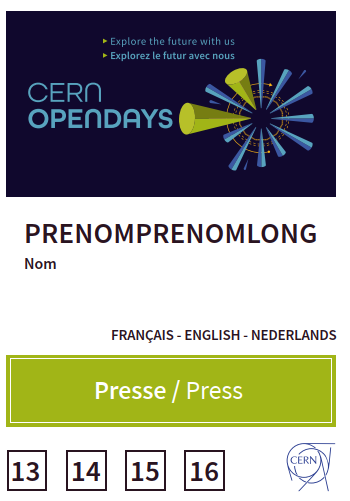 Explore the future with us
Explorez le futur avec nous
CERN
OPENDAYS
PRENOMPRENOMLONG
Nom
FRANÇAIS - ENGLISH - NEDERLANDS
Presse / Press
13 14 15 16
CERN